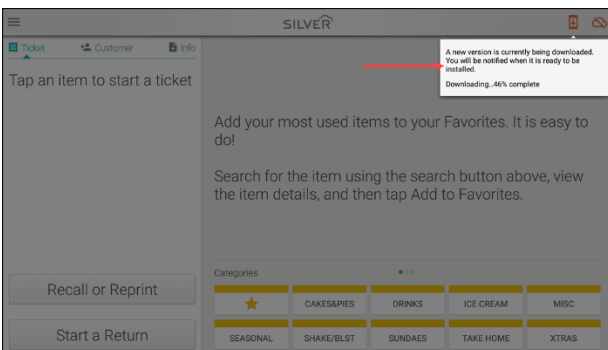 SILVER
Ticket
Customer
Info
A new version is currently being downloaded.
You will be notified when it is ready to be
installed.
Downloading..46% complete
Tap an item to start a ticket
Add your most used items to your Favorites. It is easy to
do!
Search for the item using the search button above, view
the item details, and then tap Add to Favorites.
Categories
Recall or Reprint
CAKES&PIES
DRINKS
ICE CREAM
MISC
Start a Return
SEASONAL
SHAKE/BLST
SUNDAES
TAKE HOME
XTRAS